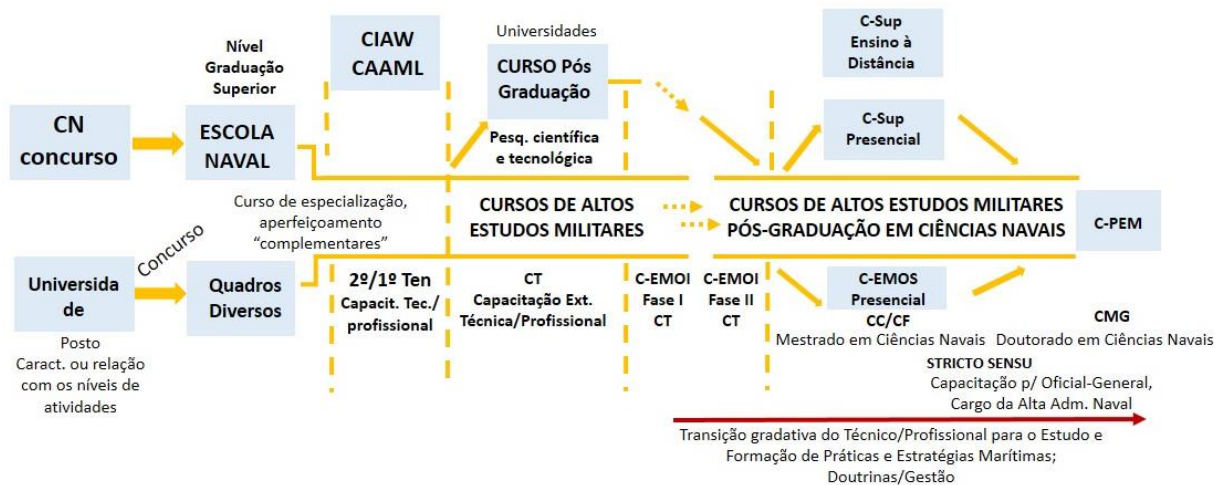 CN
concurso
Nível
Graduação
Superior
ESCOLA
NAVAL
CIAW
CAAML
Universidades
CURSO Pós
Graduação
Pesq. científica
e tecnológica
C-Sup
Ensino à
Distância
C-Sup
Presencial
Curso de especialização,
aperfeiçoamento
“complementares”
CURSOS DE ALTOS
ESTUDOS MILITARES
CURSOS DE ALTOS ESTUDOS MILITARES
PÓS-GRADUAÇÃO EM CIÊNCIAS NAVAIS
C-PEM
Universida
de
Concurso
Quadros
Diversos
Posto
Caract. ou relação
com os níveis de
atividades
2º/1º Ten
Capacit. Tec./
profissional
CT
Capacitação Ext.
Técnica/Profissional
C-EMOI
Fase I
CT
C-EMOI
Fase II
CT
C-EMOS
Presencial
CC/CF
Mestrado em Ciências Navais
CMG
Doutorado em Ciências Navais
STRICTO SENSU
Capacitação p/ Oficial-General,
Cargo da Alta Adm. Naval
Transição gradativa do Técnico/Profissional para o Estudo e
Formação de Práticas e Estratégias Marítimas;
Doutrinas/Gestão